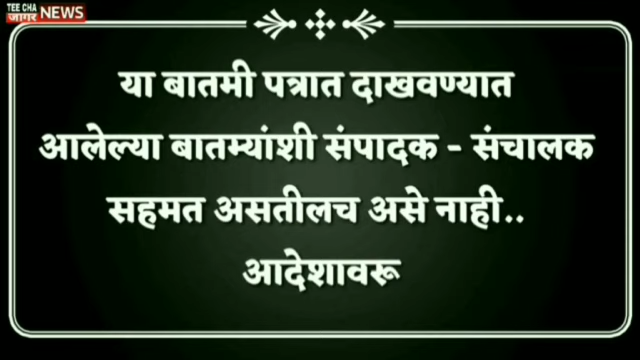 TEE CHA
जागर NEWS
या बातमी पत्रात दाखवण्यात
आलेल्या बातम्यांशी संपादक - संचालक
सहमत असतीलच असे नाही..
आदेशावरू